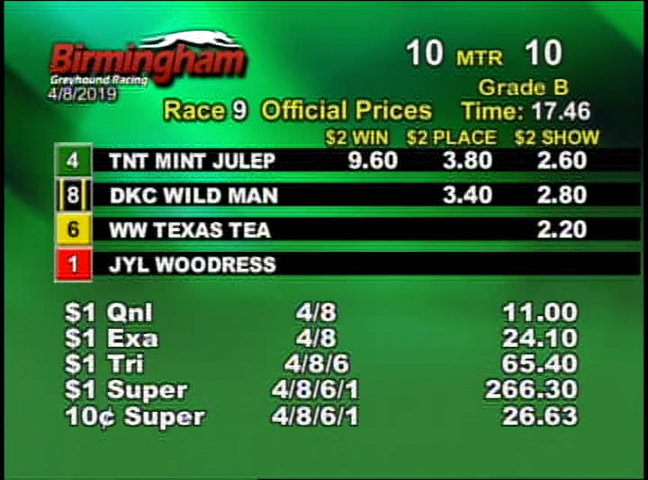 Birmingham
Greyhound Racing
4/8/2019
10 MTR 10
Grade B
Race 9 Official Prices Time: 17.46
$2 WIN $2 PLACE $2 SHOW
4 TNT MINT JULEP 9.60 3.80 2.60
8 DKC WILD MAN 3.40 2.80
6 WW TEXAS TEA 2.20
1 JYL WOODRESS
$1 Qnl 4/8 11.00
$1 Exa 4/8 24.10
$1 Tri 4/8/6 65.40
$1 Super 4/8/6/1 266.30
10¢ Super 4/8/6/1 26.63